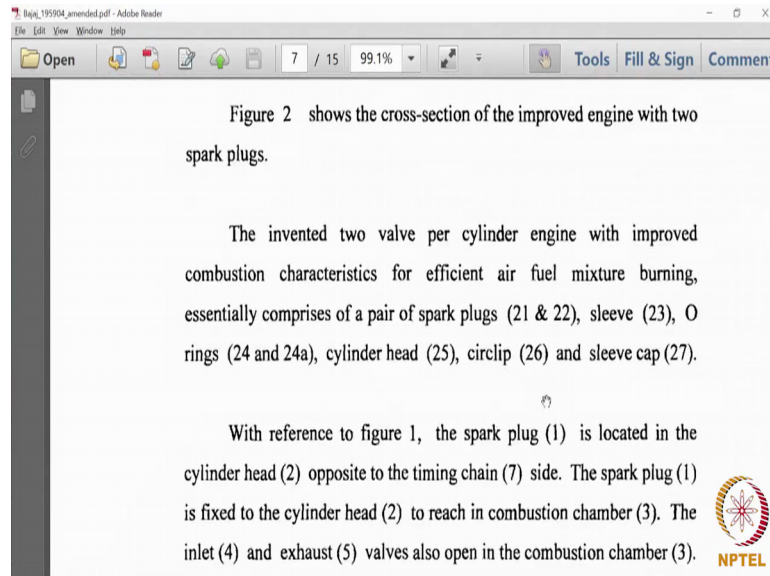 Bajaj_195904_amended.pdf - Adobe Reader
File Edit View Window Help
Open 7 / 15 99.1% Tools Fill & Sign Commen
Figure 2 shows the cross-section of the improved engine with two
spark plugs.
The invented two valve per cylinder engine with improved
combustion characteristics for efficient air fuel mixture burning,
essentially comprises of a pair of spark plugs (21 & 22), sleeve (23), O
rings (24 and 24a), cylinder head (25), circlip (26) and sleeve cap (27).
With reference to figure 1, the spark plug (1) is located in the
cylinder head (2) opposite to the timing chain (7) side. The spark plug (1)
is fixed to the cylinder head (2) to reach in combustion chamber (3). The
inlet (4) and exhaust (5) valves also open in the combustion chamber (3).
NPTEL